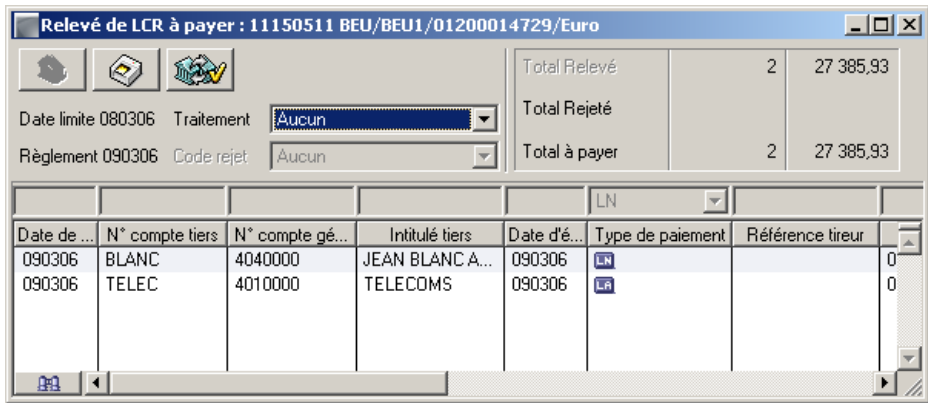 Relevé de LCR à payer : 11150511 BEU/BEU1/01200014729/Euro
Total Relevé 2 27 385,93
Total Rejeté
Total à payer 2 27 385,93
Date limite 080306 Traitement Aucun
Règlement 090306 Code rejet Aucun
LN
Date de ... N° compte tiers N° compte gé... Intitulé tiers Date d'é... Type de paiement Référence tireur
090306 BLANC 4040000 JEAN BLANC A... 090306 LN 0
090306 TELEC 4010000 TELECOMS 090306 LA 0